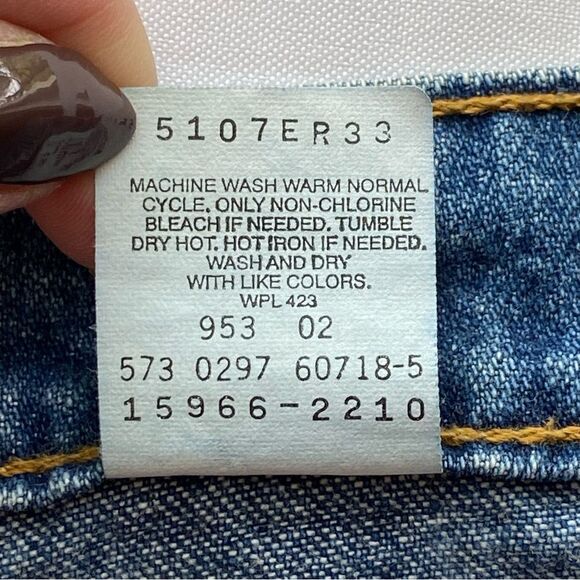 5107ER33
MACHINE WASH WARM NORMAL
CYCLE, ONLY NON-CHLORINE
BLEACH IF NEEDED. TUMBLE
DRY HOT. HOT IRON IF NEEDED.
WASH AND DRY
WITH LIKE COLORS.
WPL 423
953 02
573 0297 60718-5
15966-2210